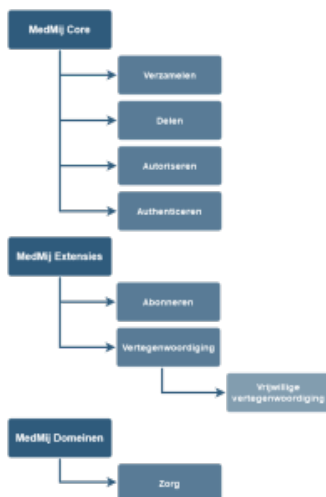 MedMij Core
Verzamelen
Delen
Autoriseren
Authenticeren
MedMij Extensies
Abonneren
Vertegenwoordiging
Vrijwillige
vertegenwoordiging
MedMij Domeinen
Zorg